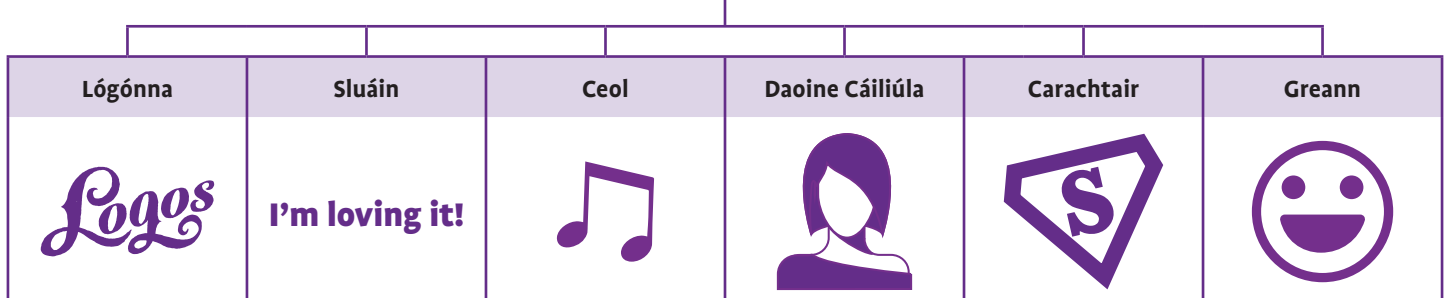 Lógónna
Sluáin
Ceol
Daoine Cáiliúla
Carachtair
Greann
Logos
I'm loving it!
S